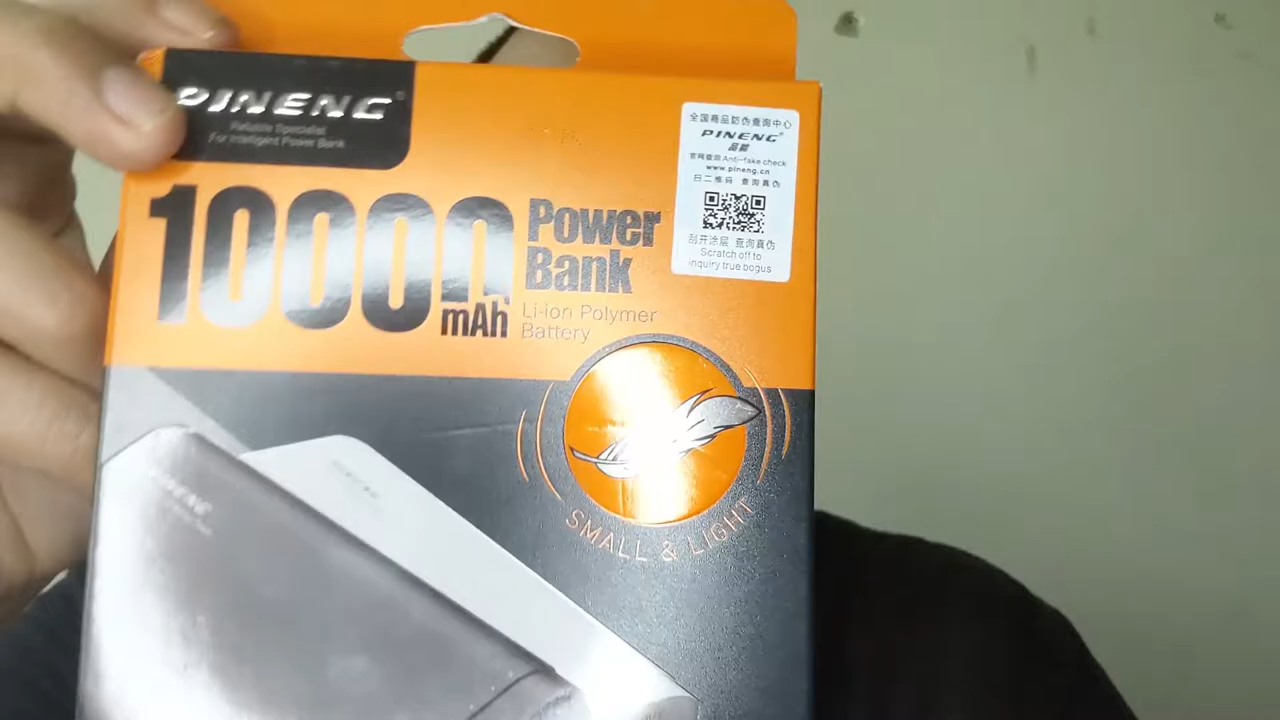 PINENG
Reliable Specialist
For Intelligent Power Bank
10000
mAh
Power
Bank
Li-ion Polymer
Battery
全国商品防伪查询中心
PINENG®
品能
官网查询 Anti-fake check
www.pineng.cn
扫二维码 查询真伪
刮开涂层 查询真伪
Scratch off to
inquiry true bogus
SMALL & LIGHT
PINENG